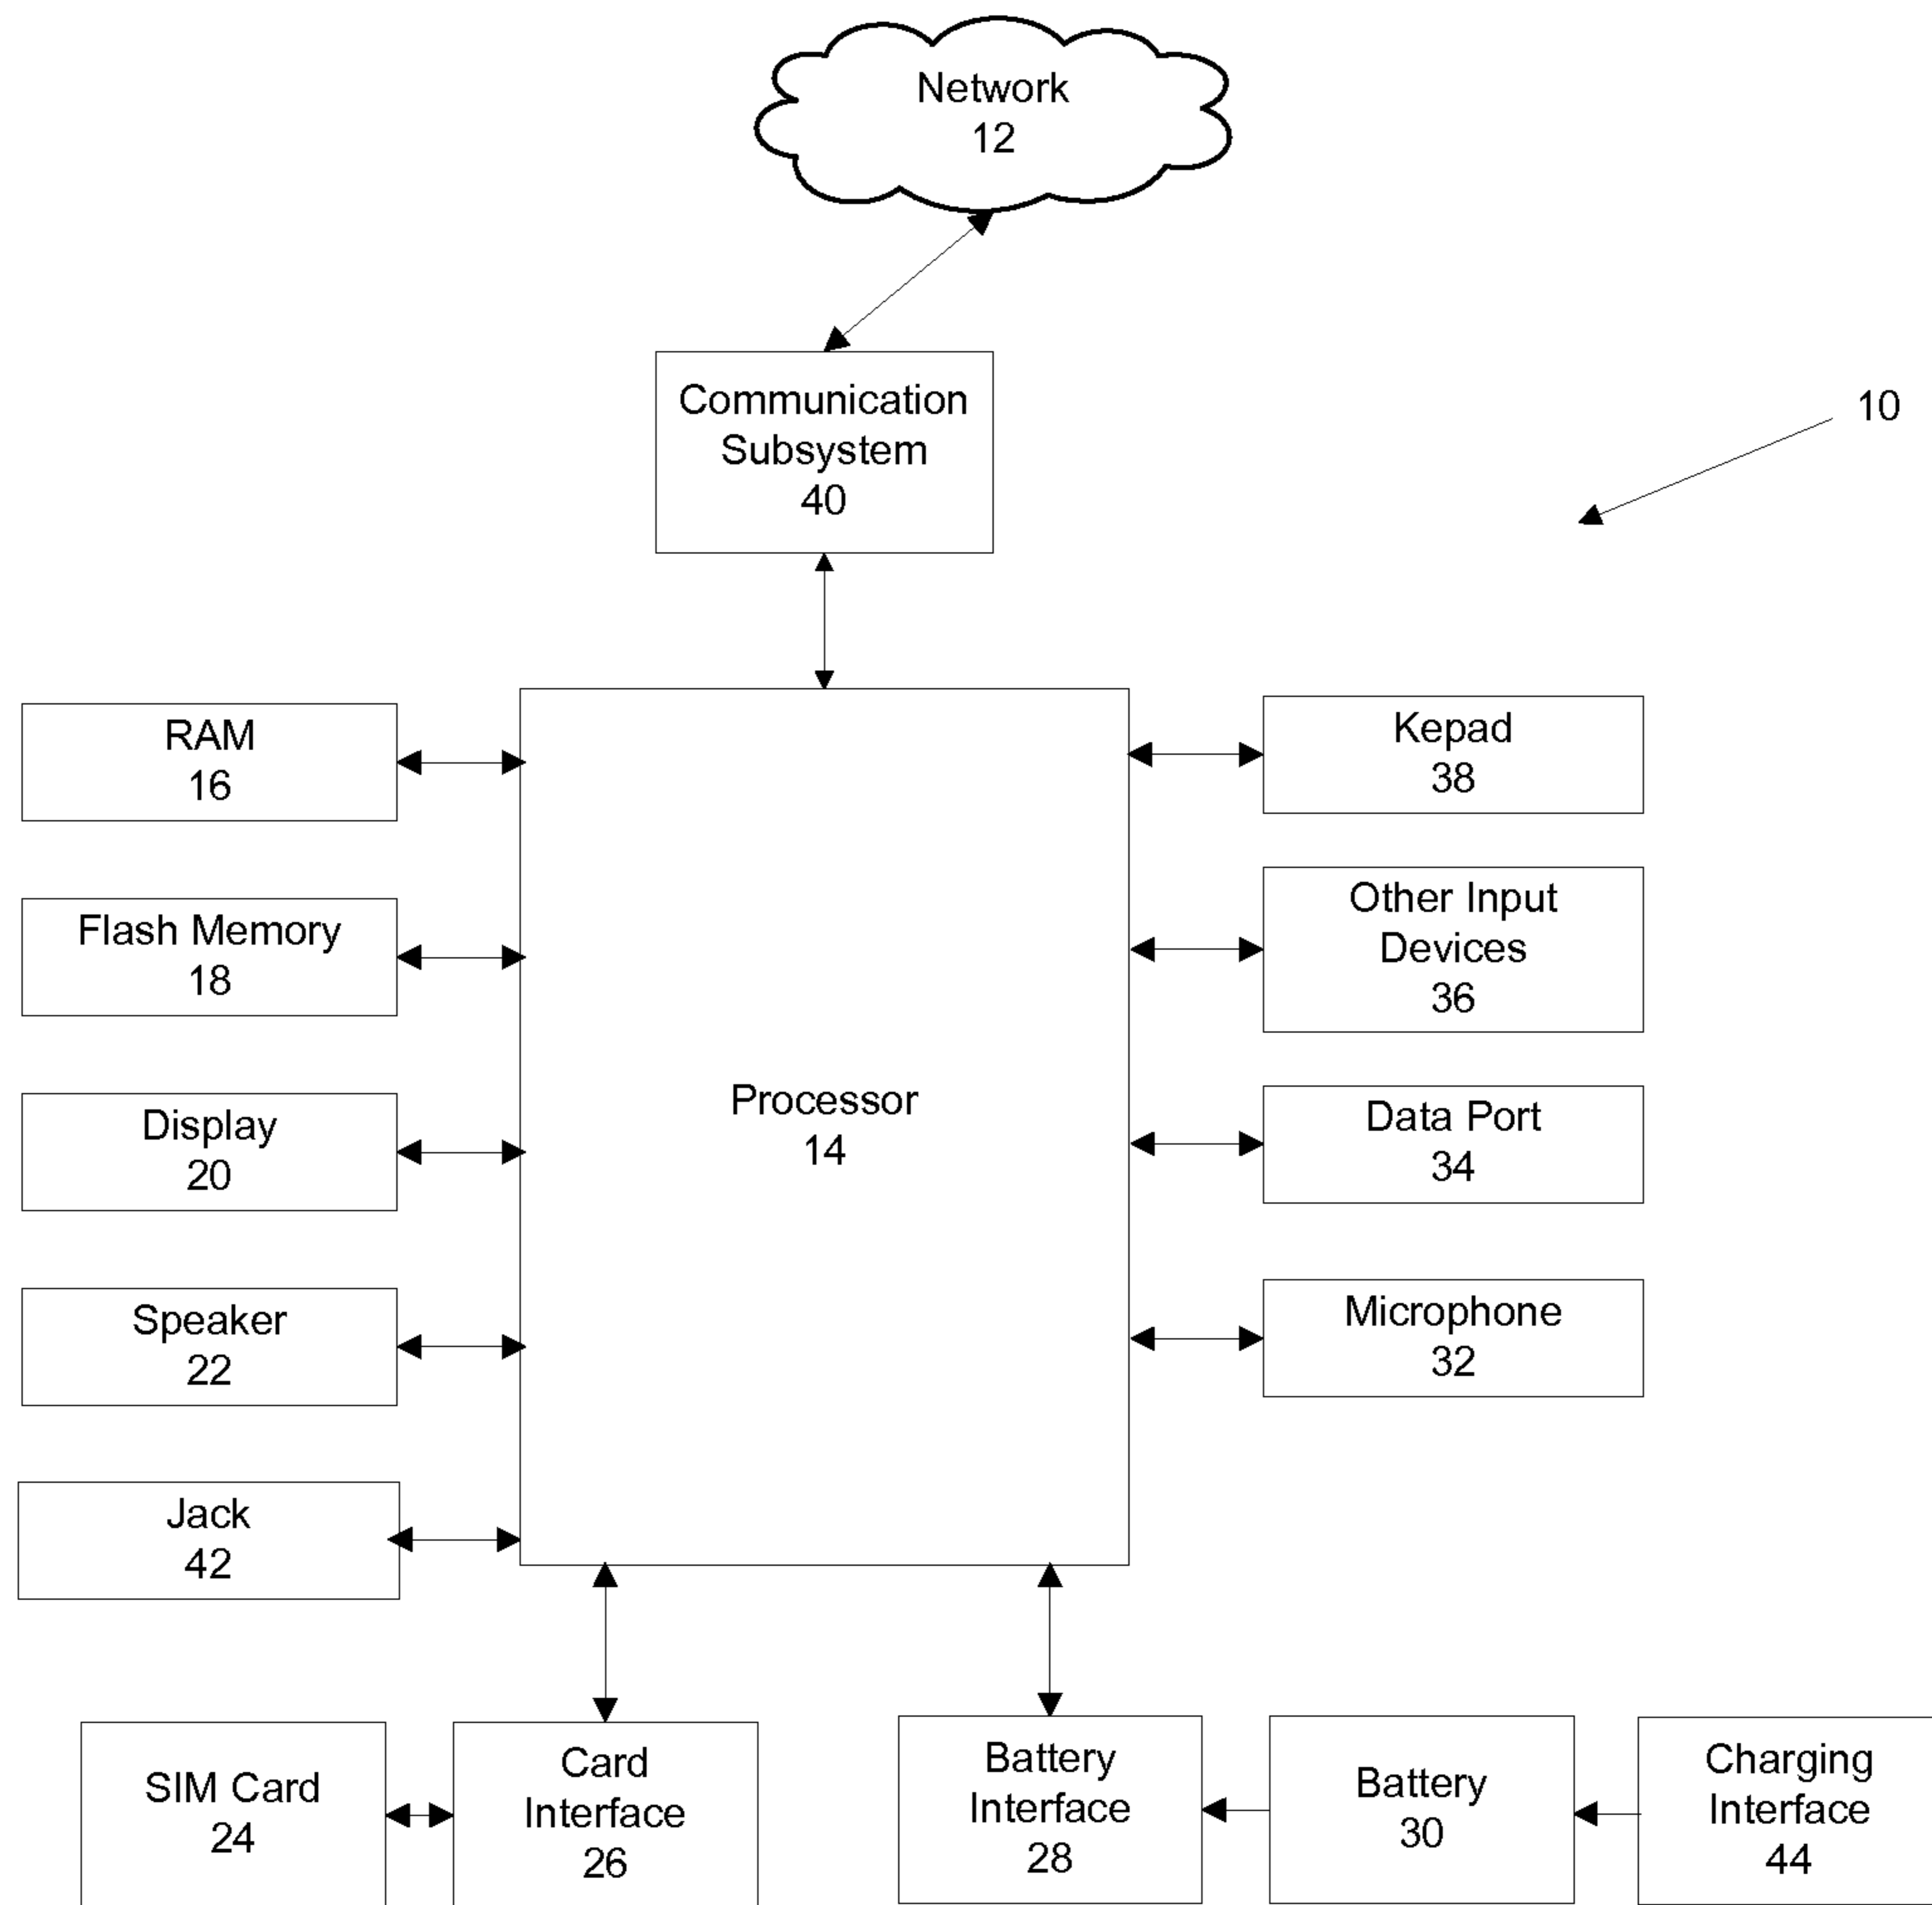 Network
12
Communication
Subsystem
40
10
RAM
16
Kepad
38
Flash Memory
18
Other Input
Devices
36
Display
20
Processor
14
Data Port
34
Speaker
22
Microphone
32
Jack
42
SIM Card
24
Card
Interface
26
Battery
Interface
28
Battery
30
Charging
Interface
44